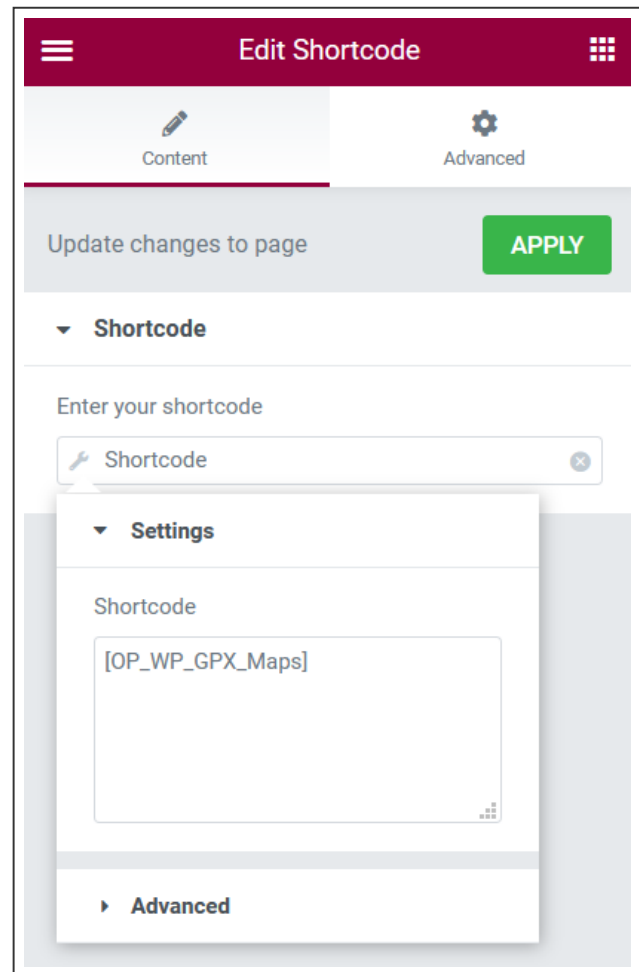 Edit Shortcode
Content
Advanced
Update changes to page
APPLY
Shortcode
Enter your shortcode
Shortcode
Settings
Shortcode
[OP_WP_GPX_Maps]
Advanced